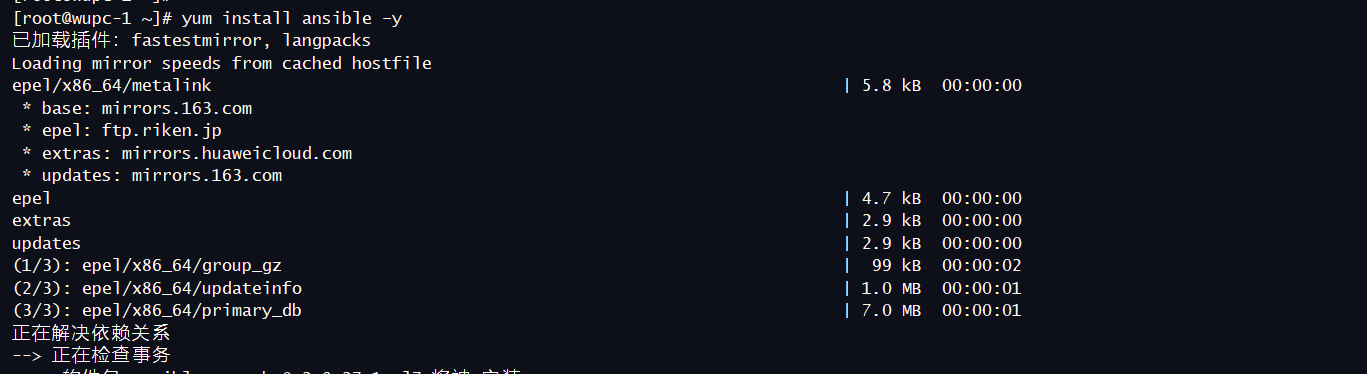 [root@wupc-1 ~]# yum install ansible -y
已加载插件：fastestmirror, langpacks
Loading mirror speeds from cached hostfile
epel/x86_64/metalink | 5.8 kB 00:00:00
* base: mirrors.163.com
* epel: ftp.riken.jp
* extras: mirrors.huaweicloud.com
* updates: mirrors.163.com
epel | 4.7 kB 00:00:00
extras | 2.9 kB 00:00:00
updates | 2.9 kB 00:00:00
(1/3): epel/x86_64/group_gz | 99 kB 00:00:02
(2/3): epel/x86_64/updateinfo | 1.0 MB 00:00:01
(3/3): epel/x86_64/primary_db | 7.0 MB 00:00:01
正在解决依赖关系
--> 正在检查事务